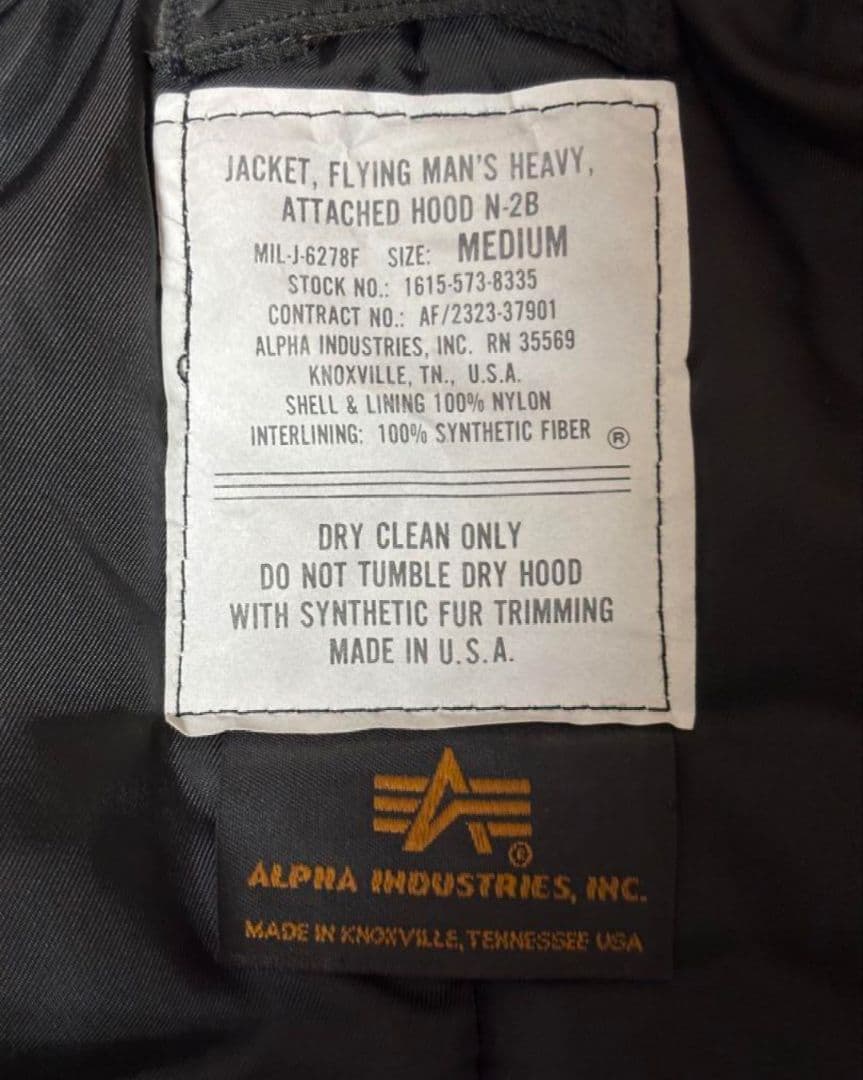 JACKET, FLYING MAN'S HEAVY,
ATTACHED HOOD N-2B
MIL-J-6278F SIZE: MEDIUM
STOCK NO.: 1615-573-8335
CONTRACT NO.: AF/2323-37901
ALPHA INDUSTRIES, INC. RN 35569
KNOXVILLE, TN., U.S.A.
SHELL & LINING 100% NYLON
INTERLINING: 100% SYNTHETIC FIBER ®
DRY CLEAN ONLY
DO NOT TUMBLE DRY HOOD
WITH SYNTHETIC FUR TRIMMING
MADE IN U.S.A.
®
ALPHA INDUSTRIES, INC.
MADE IN KNOXVILLE, TENNESSEE USA